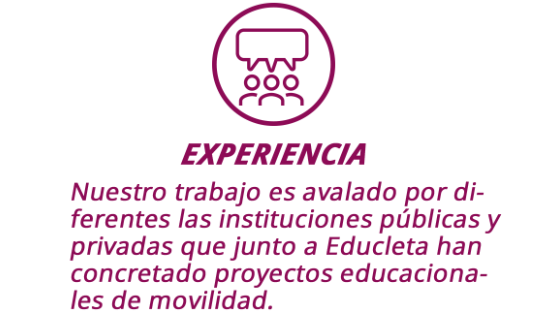 EXPERIENCIA
Nuestro trabajo es avalado por di-
ferentes las instituciones públicas y
privadas que junto a Educleta han
concretado proyectos educaciona-
les de movilidad.